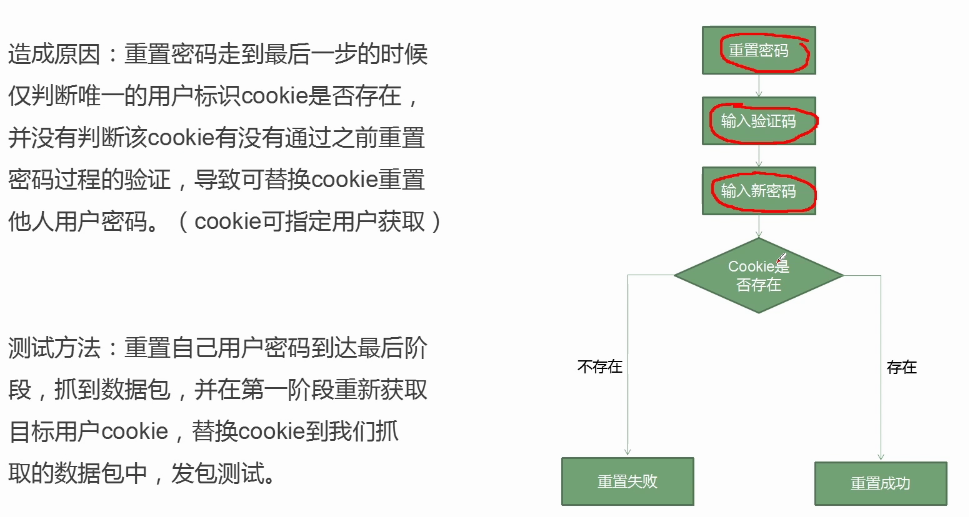 造成原因：重置密码走到最后一步的时候
仅判断唯一的用户标识cookie是否存在，
并没有判断该cookie有没有通过之前重置
密码过程的验证，导致可替换cookie重置
他人用户密码。（cookie可指定用户获取）
测试方法：重置自己用户密码到达最后阶
段，抓到数据包，并在第一阶段重新获取
目标用户cookie，替换cookie到我们抓
取的数据包中，发包测试。
重置密码
输入验证码
输入新密码
Cookie是
否存在
不存在
存在
重置失败
重置成功